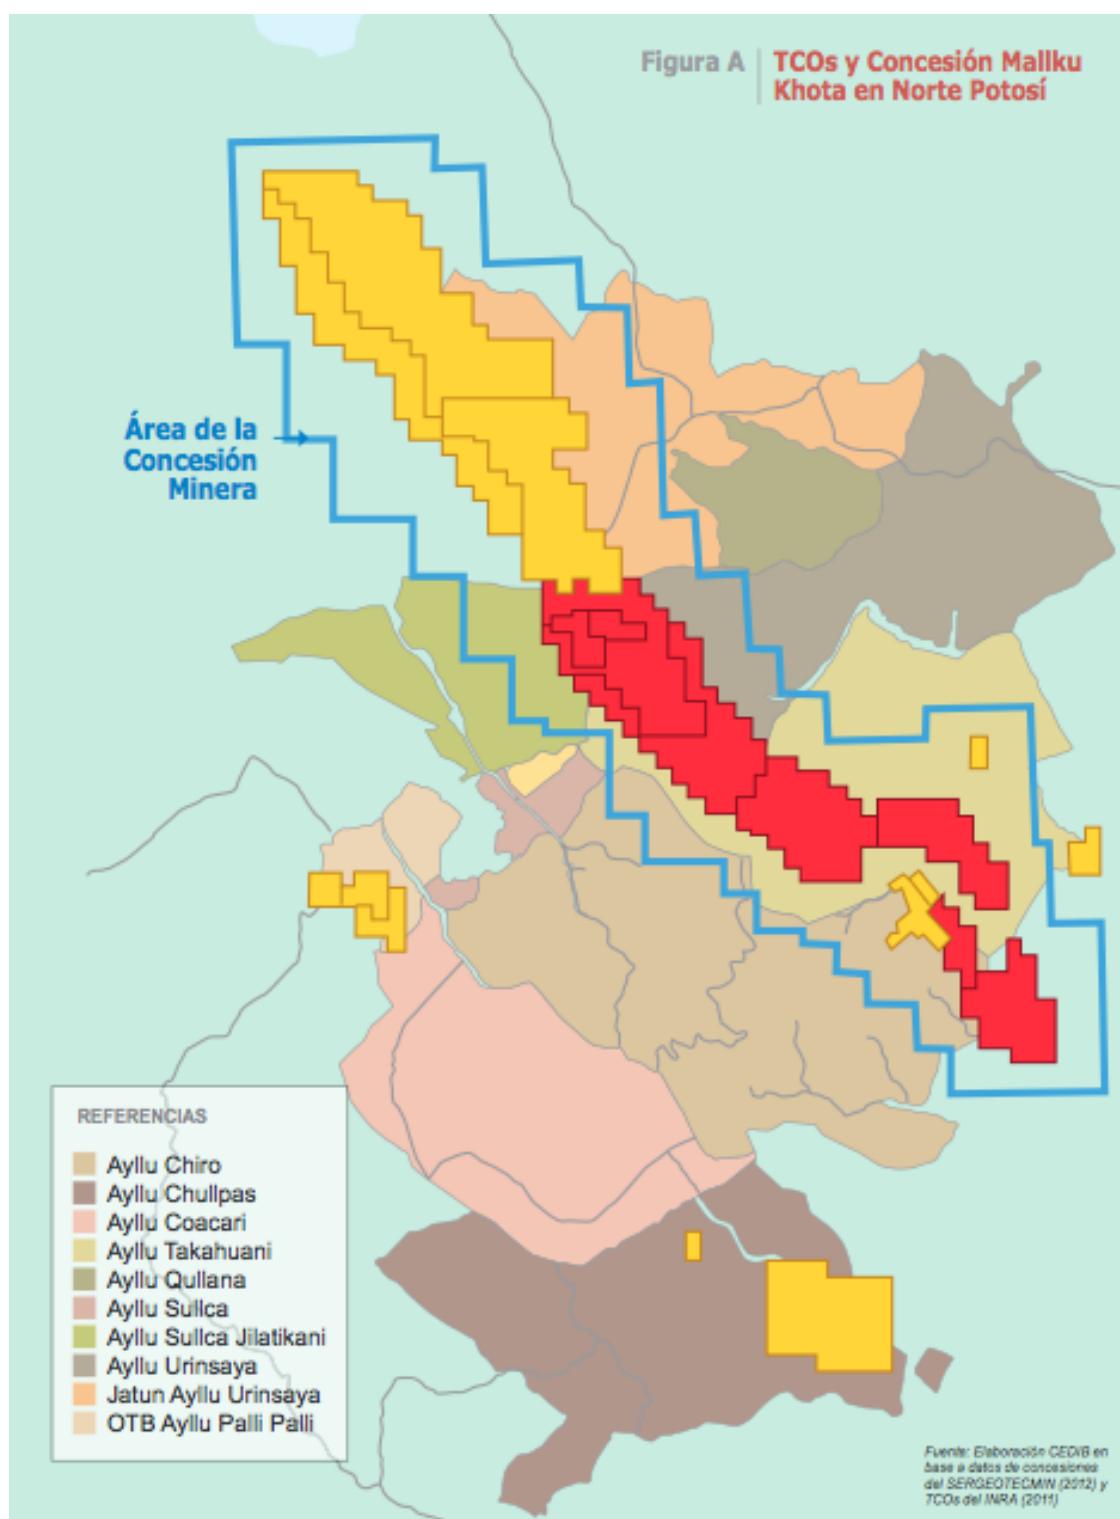 Figura A
TCOs y Concesión Mallku
Khota en Norte Potosí
Área de la
Concesión
Minera
REFERENCIAS
Ayllu Chiro
Ayllu Chullpas
Ayllu Coacari
Ayllu Takahuani
Ayllu Qullana
Ayllu Sullca
Ayllu Sullca Jilatikani
Ayllu Urinsaya
Jatun Ayllu Urinsaya
OTB Ayllu Palli Palli
Fuente: Elaboración CEDIB en
base a datos de concesiones
del SERGEOTECMIN (2012) y
TCOs del INRA (2011)